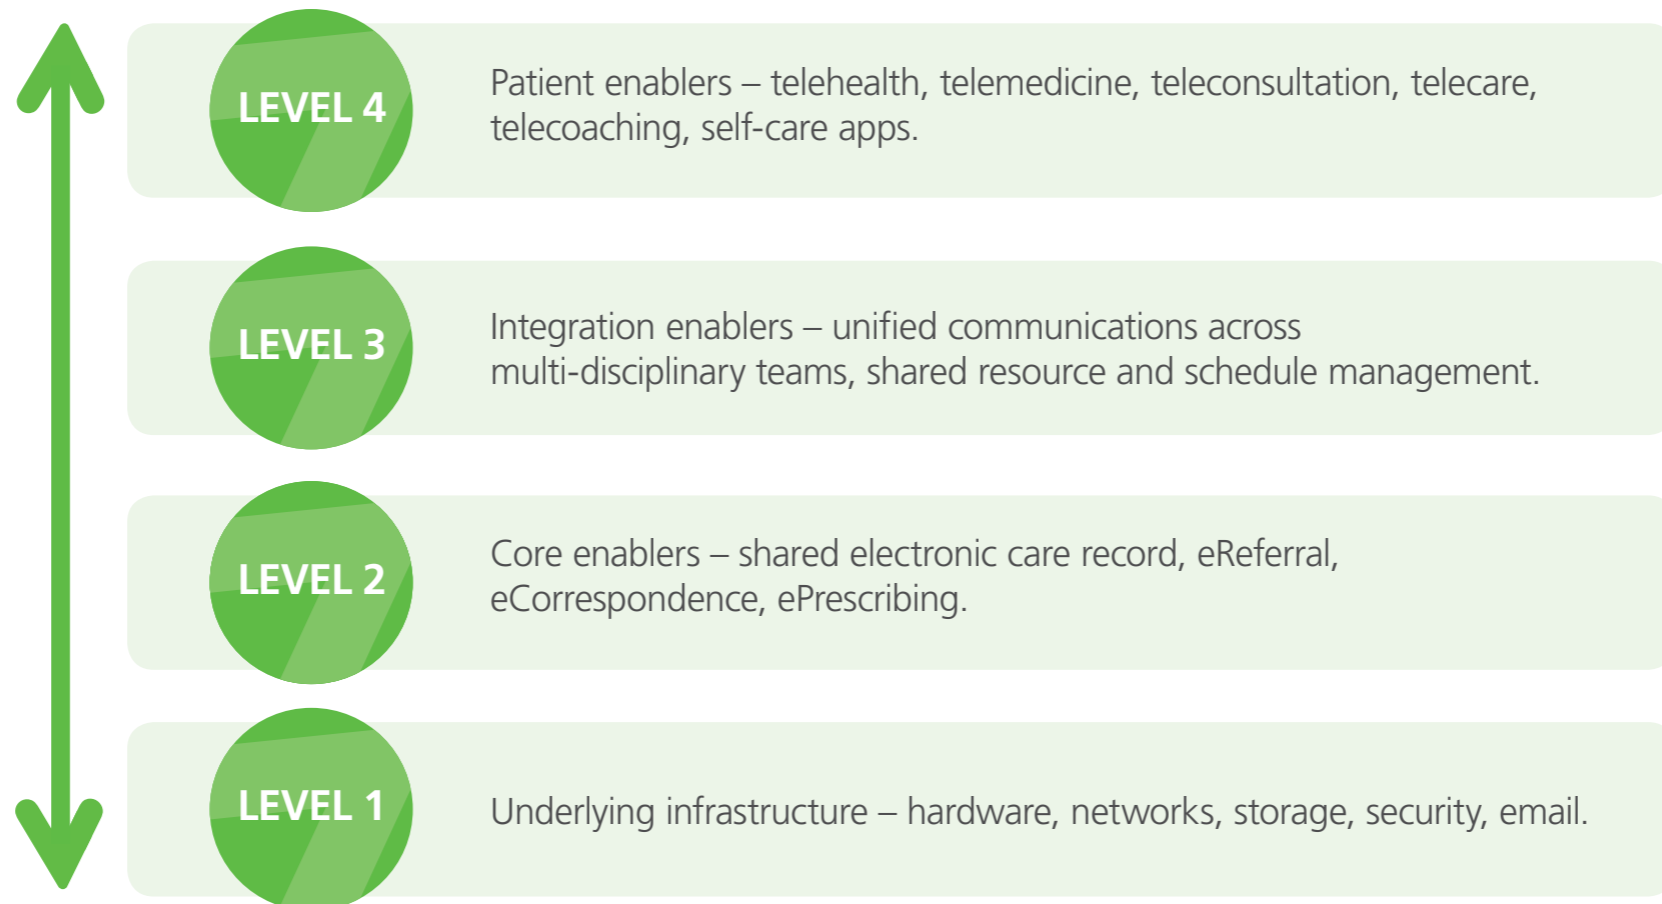 LEVEL 4
Patient enablers – telehealth, telemedicine, teleconsultation, telecare,
telecoaching, self-care apps.
LEVEL 3
Integration enablers – unified communications across
multi-disciplinary teams, shared resource and schedule management.
LEVEL 2
Core enablers – shared electronic care record, eReferral,
eCorrespondence, ePrescribing.
LEVEL 1
Underlying infrastructure – hardware, networks, storage, security, email.